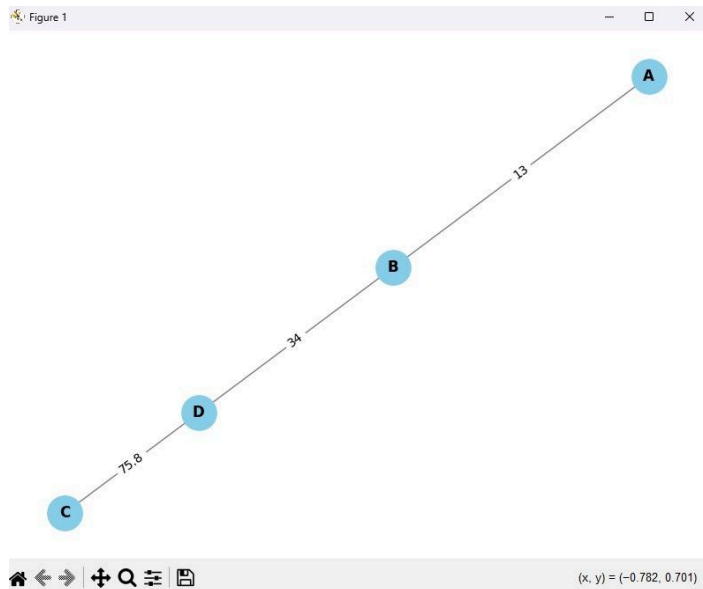 Figure 1
A
13
B
34
D
75.8
C
(x, y) = (−0.782, 0.701)